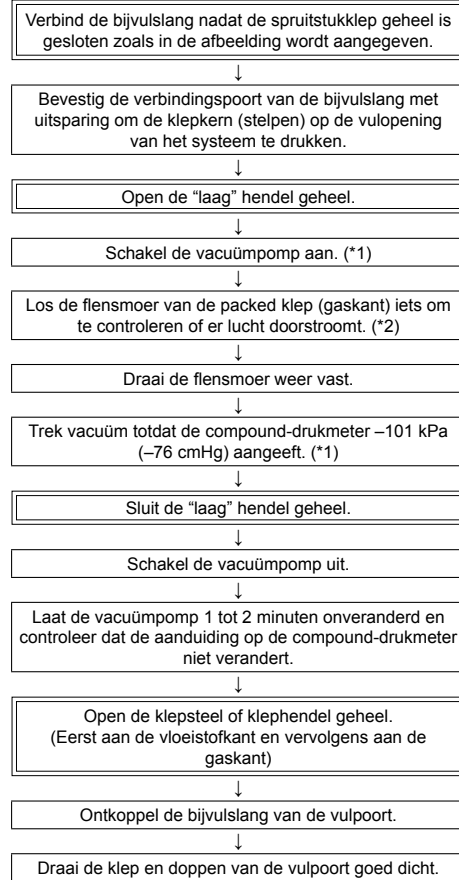 Verbind de bijvulslang nadat de spruitstukklep geheel is
gesloten zoals in de afbeelding wordt aangegeven.
↓
Bevestig de verbindingspoort van de bijvulslang met
uitsparing om de klepkern (stelpen) op de vulopening
van het systeem te drukken.
↓
Open de “laag” hendel geheel.
↓
Schakel de vacuümpomp aan. (*1)
↓
Los de flensmoer van de packed klep (gaskant) iets om
te controleren of er lucht doorstroomt. (*2)
↓
Draai de flensmoer weer vast.
↓
Trek vacuüm totdat de compound-drukmeter –101 kPa
(–76 cmHg) aangeeft. (*1)
↓
Sluit de “laag” hendel geheel.
↓
Schakel de vacuümpomp uit.
↓
Laat de vacuümpomp 1 tot 2 minuten onveranderd en
controleer dat de aanduiding op de compound-drukmeter
niet verandert.
↓
Open de klepsteel of klephendel geheel.
(Eerst aan de vloeistofkant en vervolgens aan de
gaskant)
↓
Ontkoppel de bijvulslang van de vulpoort.
↓
Draai de klep en doppen van de vulpoort goed dicht.